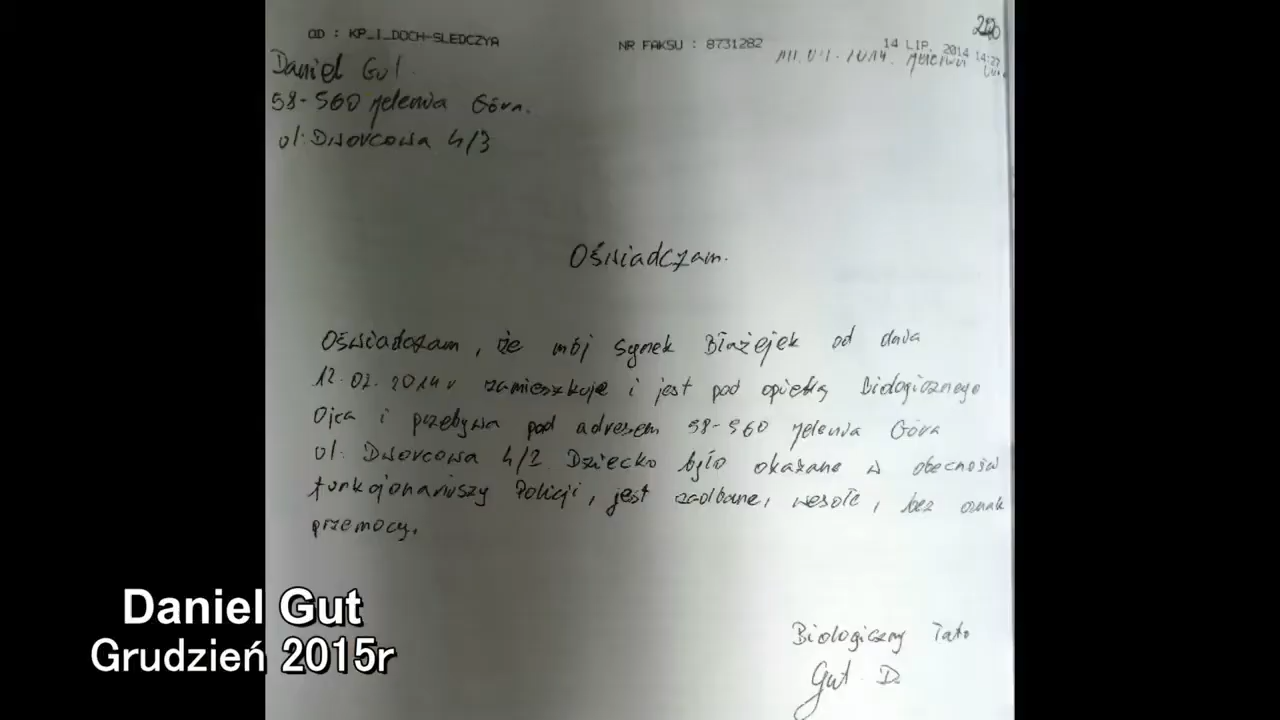 220
OD : KP_I_DOCH-SLEDCZYA NR FAKSU : 8731282 14 LIP. 2014 14:27
Daniel Gut.
58-560 Jelenia Góra.
ul. Dworcowa 4/3
Oświadczam.
Oświadczam, że mój synek Błażejek od dnia
12.02.2014r zamieszkuje i jest pod opieką Biologicznego
Ojca i przebywa pod adresem 58-560 Jelenia Góra
ul. Dworcowa 4/2. Dziecko było okazane w obecności
funkcjonariuszy Policji, jest zadbane, wesołe, bez oznak
przemocy.
Biologiczny Tato
Gut D.
Daniel Gut
Grudzień 2015r